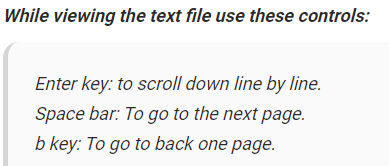 While viewing the text file use these controls:
Enter key: to scroll down line by line.
Space bar: To go to the next page.
b key: To go to back one page.